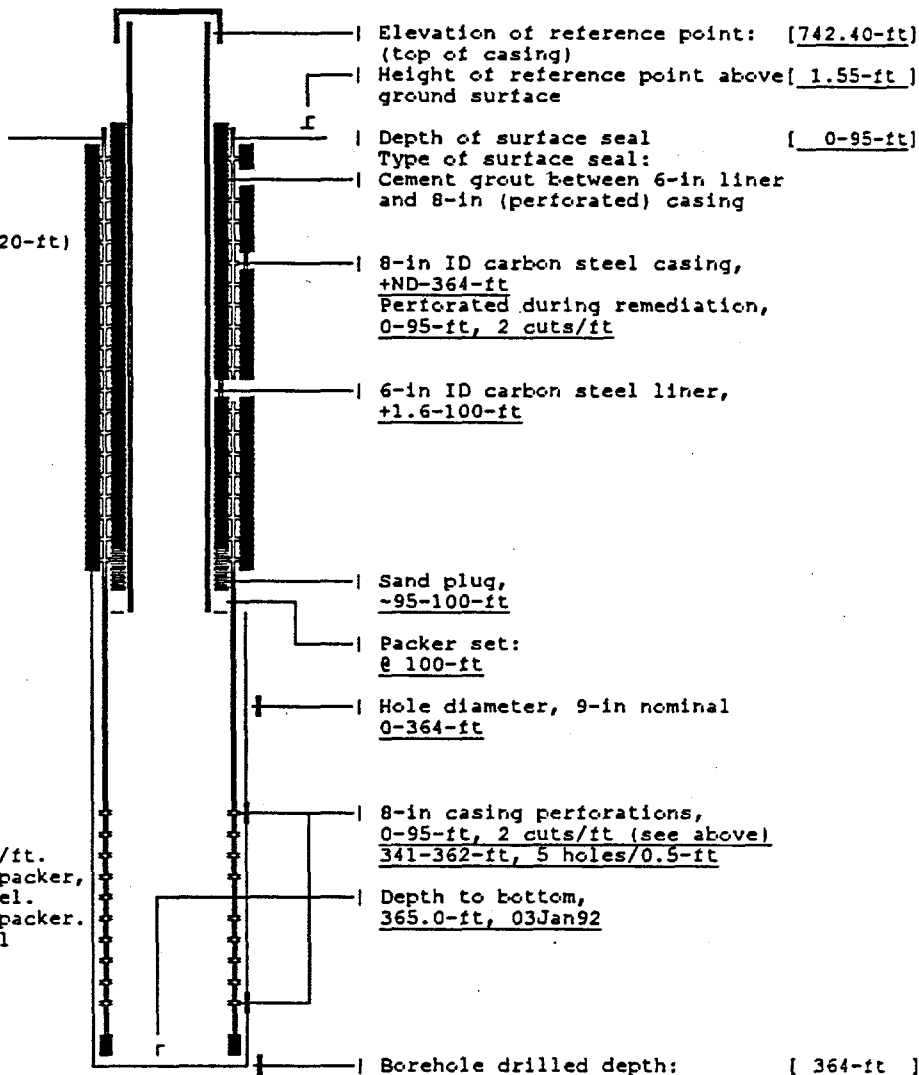 Elevation of reference point: [742.40-ft]
(top of casing)
Height of reference point above[ 1.55-ft ]
ground surface
Depth of surface seal [ 0-95-ft]
Type of surface seal:
Cement grout between 6-in liner
and 8-in (perforated) casing
20-ft)
8-in ID carbon steel casing,
+ND-364-ft
Perforated during remediation,
0-95-ft, 2 cuts/ft
6-in ID carbon steel liner,
+1.6-100-ft
Sand plug,
~95-100-ft
Packer set:
@ 100-ft
Hole diameter, 9-in nominal
0-364-ft
8-in casing perforations,
0-95-ft, 2 cuts/ft (see above)
341-362-ft, 5 holes/0.5-ft
/ft.
packer,
el.
packer.
l
Depth to bottom,
365.0-ft, 03Jan92
Borehole drilled depth: [ 364-ft ]